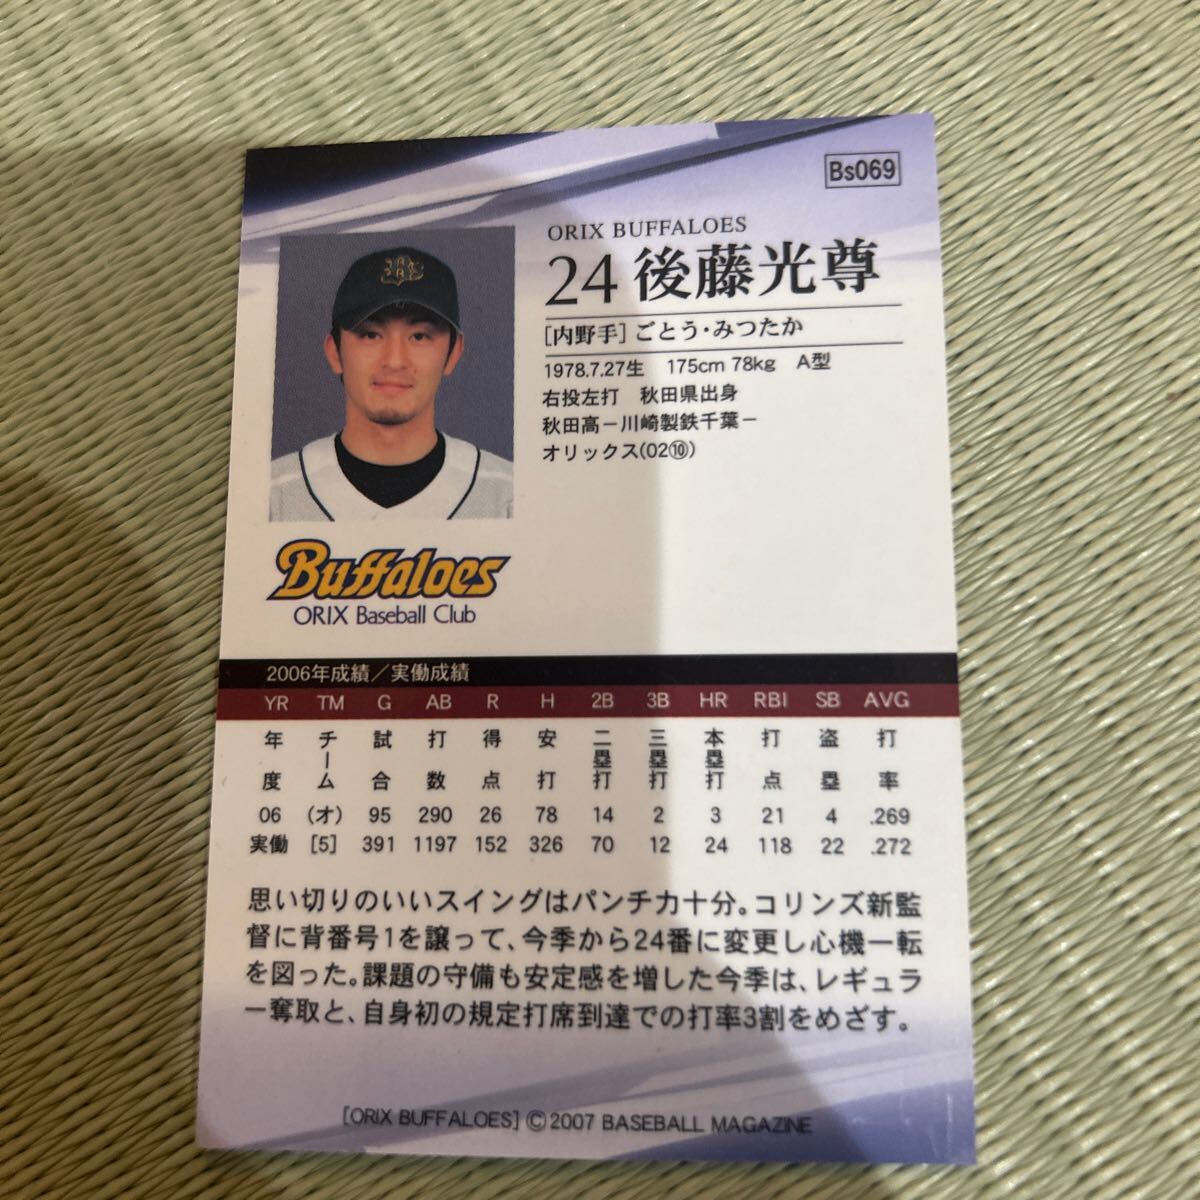 Bs069
ORIX BUFFALOES
24 後藤光尊
[内野手] ごとう・みつたか
1978.7.27生 175cm 78kg A型
右投左打 秋田県出身
秋田高－川崎製鉄千葉－
オリックス(02⑩)
Bs
Buffaloes
ORIX Baseball Club
2006年成績／実働成績
YR TM G AB R H 2B 3B HR RBI SB AVG
年度 チーム 試合 打数 得点 安打 二塁打 三塁打 本塁打 打点 盗塁 打率
06 (オ) 95 290 26 78 14 2 3 21 4 .269
実働 [5] 391 1197 152 326 70 12 24 118 22 .272
思い切りのいいスイングはパンチ力十分。コリンズ新監
督に背番号1を譲って、今季から24番に変更し心機一転
を図った。課題の守備も安定感を増した今季は、レギュラ
ー奪取と、自身初の規定打席到達での打率3割をめざす。
[ORIX BUFFALOES] ©2007 BASEBALL MAGAZINE